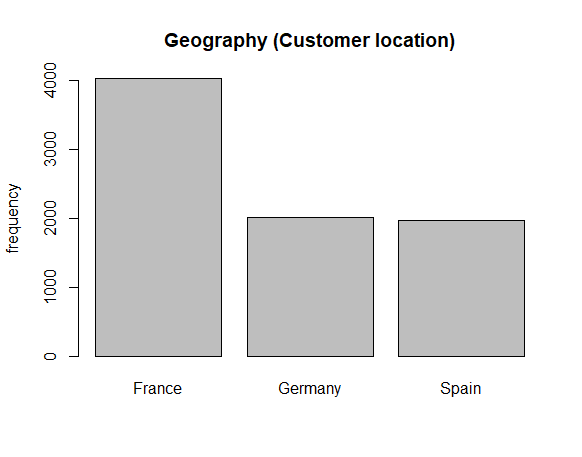 Geography (Customer location)
frequency
4000
3000
2000
1000
0
France Germany Spain